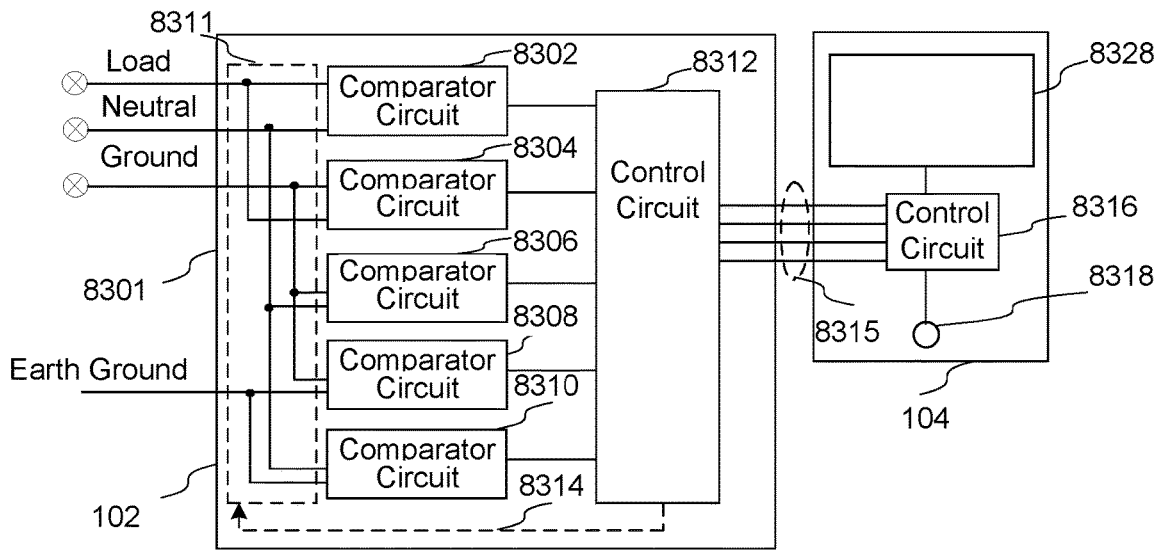 8311
Load
Neutral
Ground
8301
Earth Ground
102
8302
Comparator
Circuit
8304
Comparator
Circuit
8306
Comparator
Circuit
8308
Comparator
Circuit
8310
Comparator
Circuit
8314
8312
Control
Circuit
8315
8328
Control
Circuit
8316
8318
104